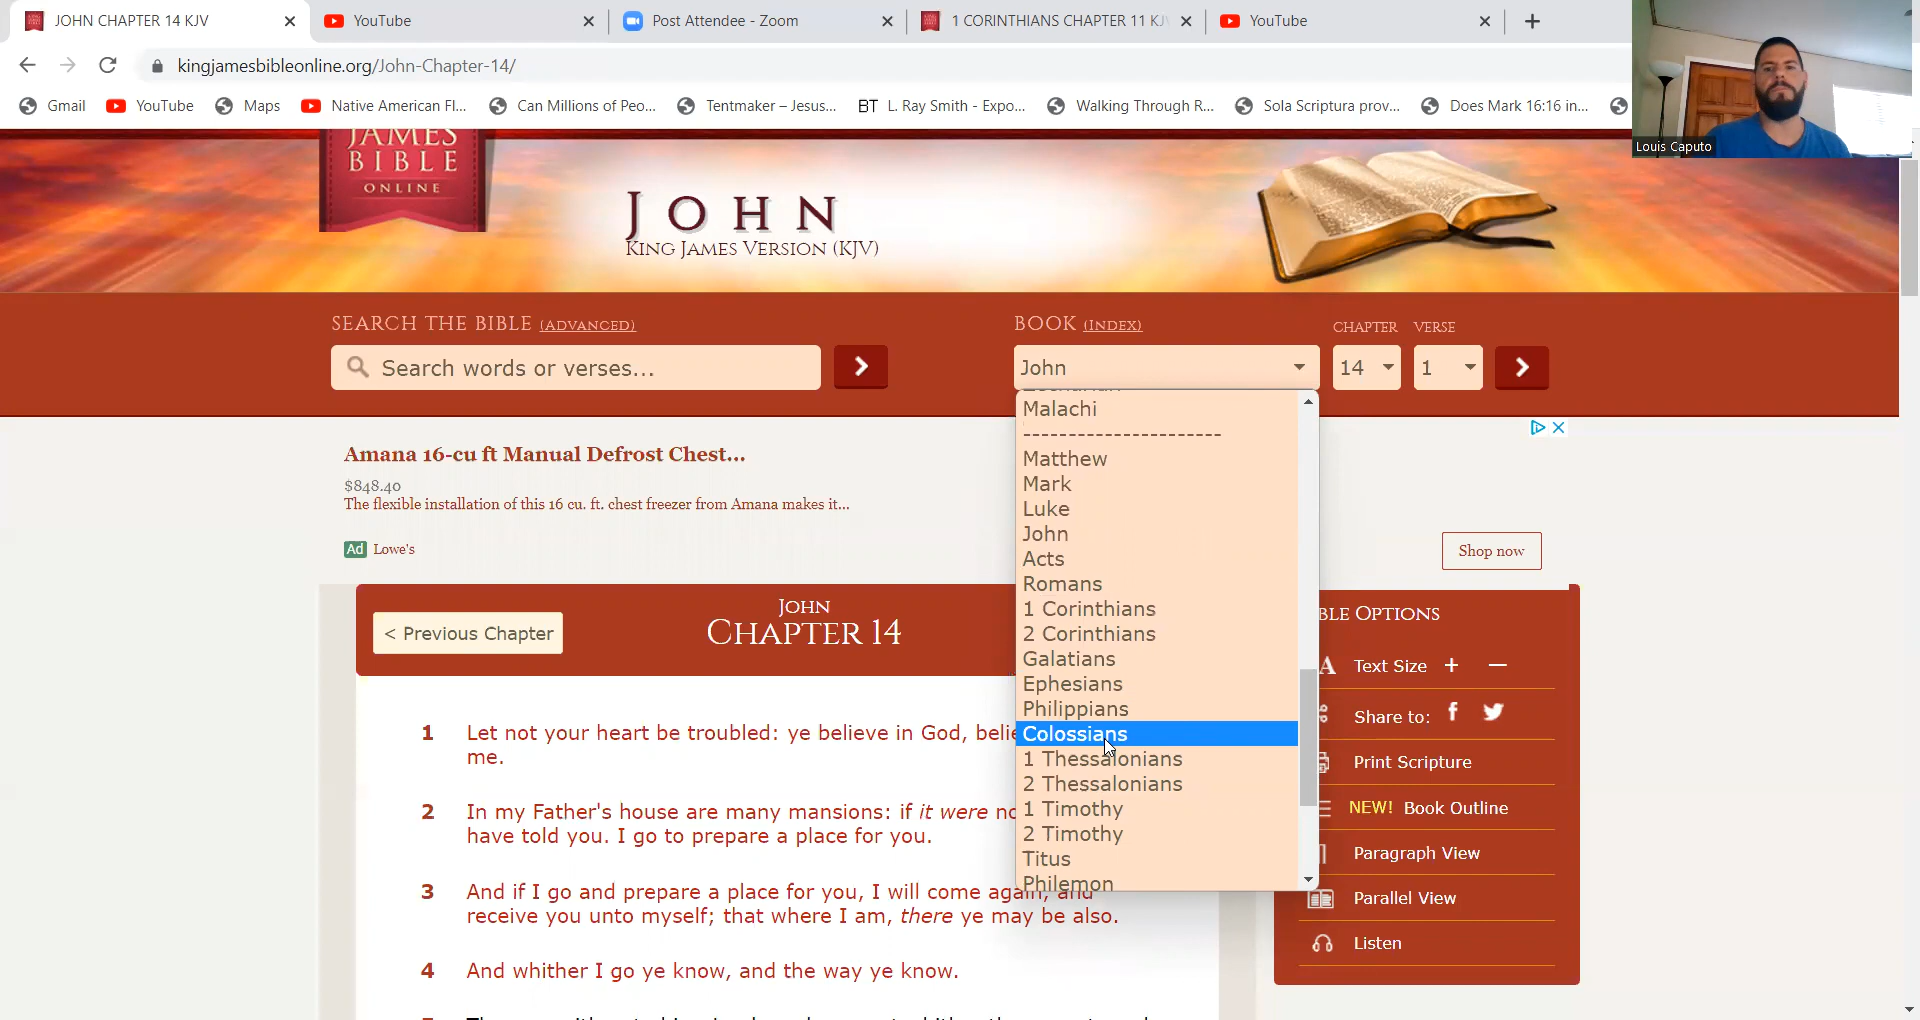 JOHN CHAPTER 14 KJV
YouTube
Post Attendee - Zoom
1 CORINTHIANS CHAPTER 11 KJV
YouTube
kingjamesbibleonline.org/John-Chapter-14/
Gmail
YouTube
Maps
Native American Fl...
Can Millions of Peo...
Tentmaker – Jesus...
BT L. Ray Smith - Expo...
Walking Through R...
Sola Scriptura prov...
Does Mark 16:16 in...
Louis Caputo
JAMES
BIBLE
ONLINE
JOHN
KING JAMES VERSION (KJV)
SEARCH THE BIBLE (ADVANCED)
Search words or verses...
BOOK (INDEX)
CHAPTER
VERSE
John
14
1
Malachi
----------------------
Matthew
Mark
Luke
John
Acts
Romans
1 Corinthians
2 Corinthians
Galatians
Ephesians
Philippians
Colossians
1 Thessalonians
2 Thessalonians
1 Timothy
2 Timothy
Titus
Philemon
Amana 16-cu ft Manual Defrost Chest...
$848.40
The flexible installation of this 16 cu. ft. chest freezer from Amana makes it...
Ad Lowe's
Shop now
< Previous Chapter
JOHN
CHAPTER 14
1 Let not your heart be troubled: ye believe in God,
me.
2 In my Father's house are many mansions: if it were
have told you. I go to prepare a place for you.
3 And if I go and prepare a place for you, I will come again, and
receive you unto myself; that where I am, there ye may be also.
4 And whither I go ye know, and the way ye know.
BLE OPTIONS
A Text Size + —
Share to:
Print Scripture
NEW! Book Outline
Paragraph View
Parallel View
Listen